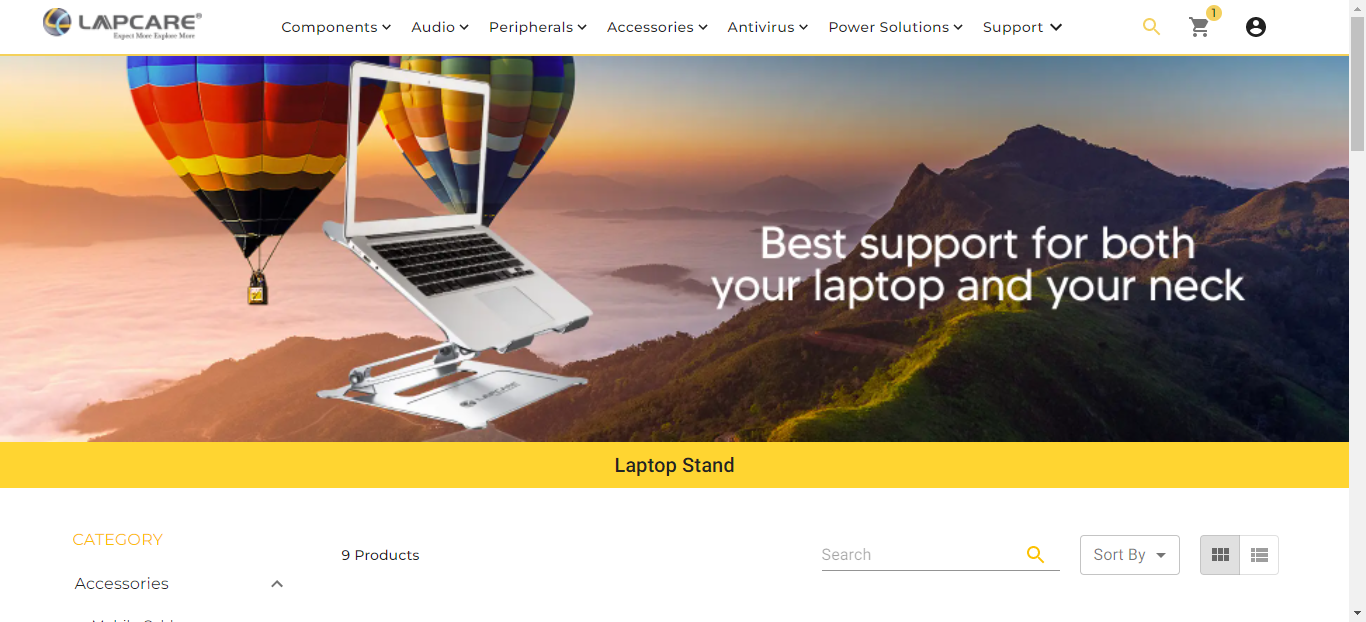 LAPCARE®
Expect More Explore More
Components
Audio
Peripherals
Accessories
Antivirus
Power Solutions
Support
1
Best support for both
your laptop and your neck
LAPCARE
Laptop Stand
CATEGORY
9 Products
Search
Sort By
Accessories